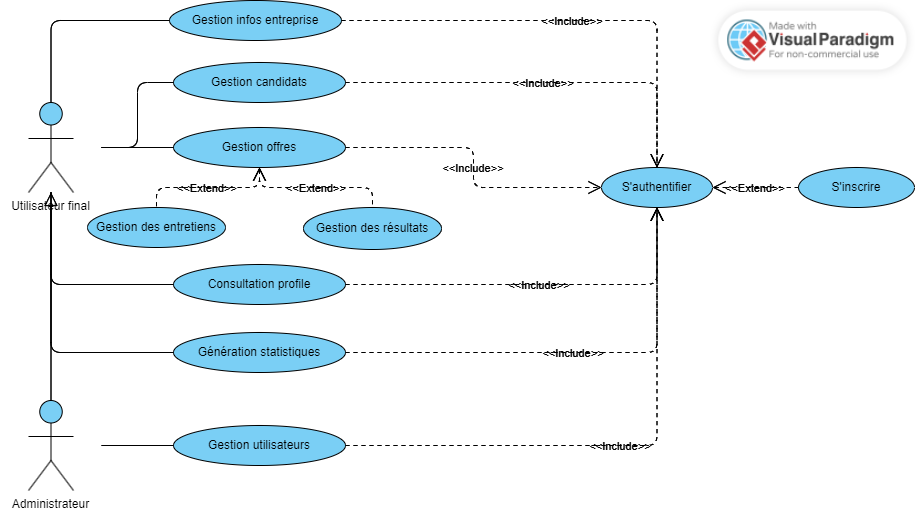 Gestion infos entreprise
<<Include>>
Made with
Visual Paradigm
For non-commercial use
Gestion candidats
<<Include>>
Gestion offres
<<Include>>
Utilisateur final
<<Extend>>
<<Extend>>
S'authentifier
<<Extend>>
S'inscrire
Gestion des entretiens
Gestion des résultats
Consultation profile
<<Include>>
Génération statistiques
<<Include>>
Gestion utilisateurs
<<Include>>
Administrateur